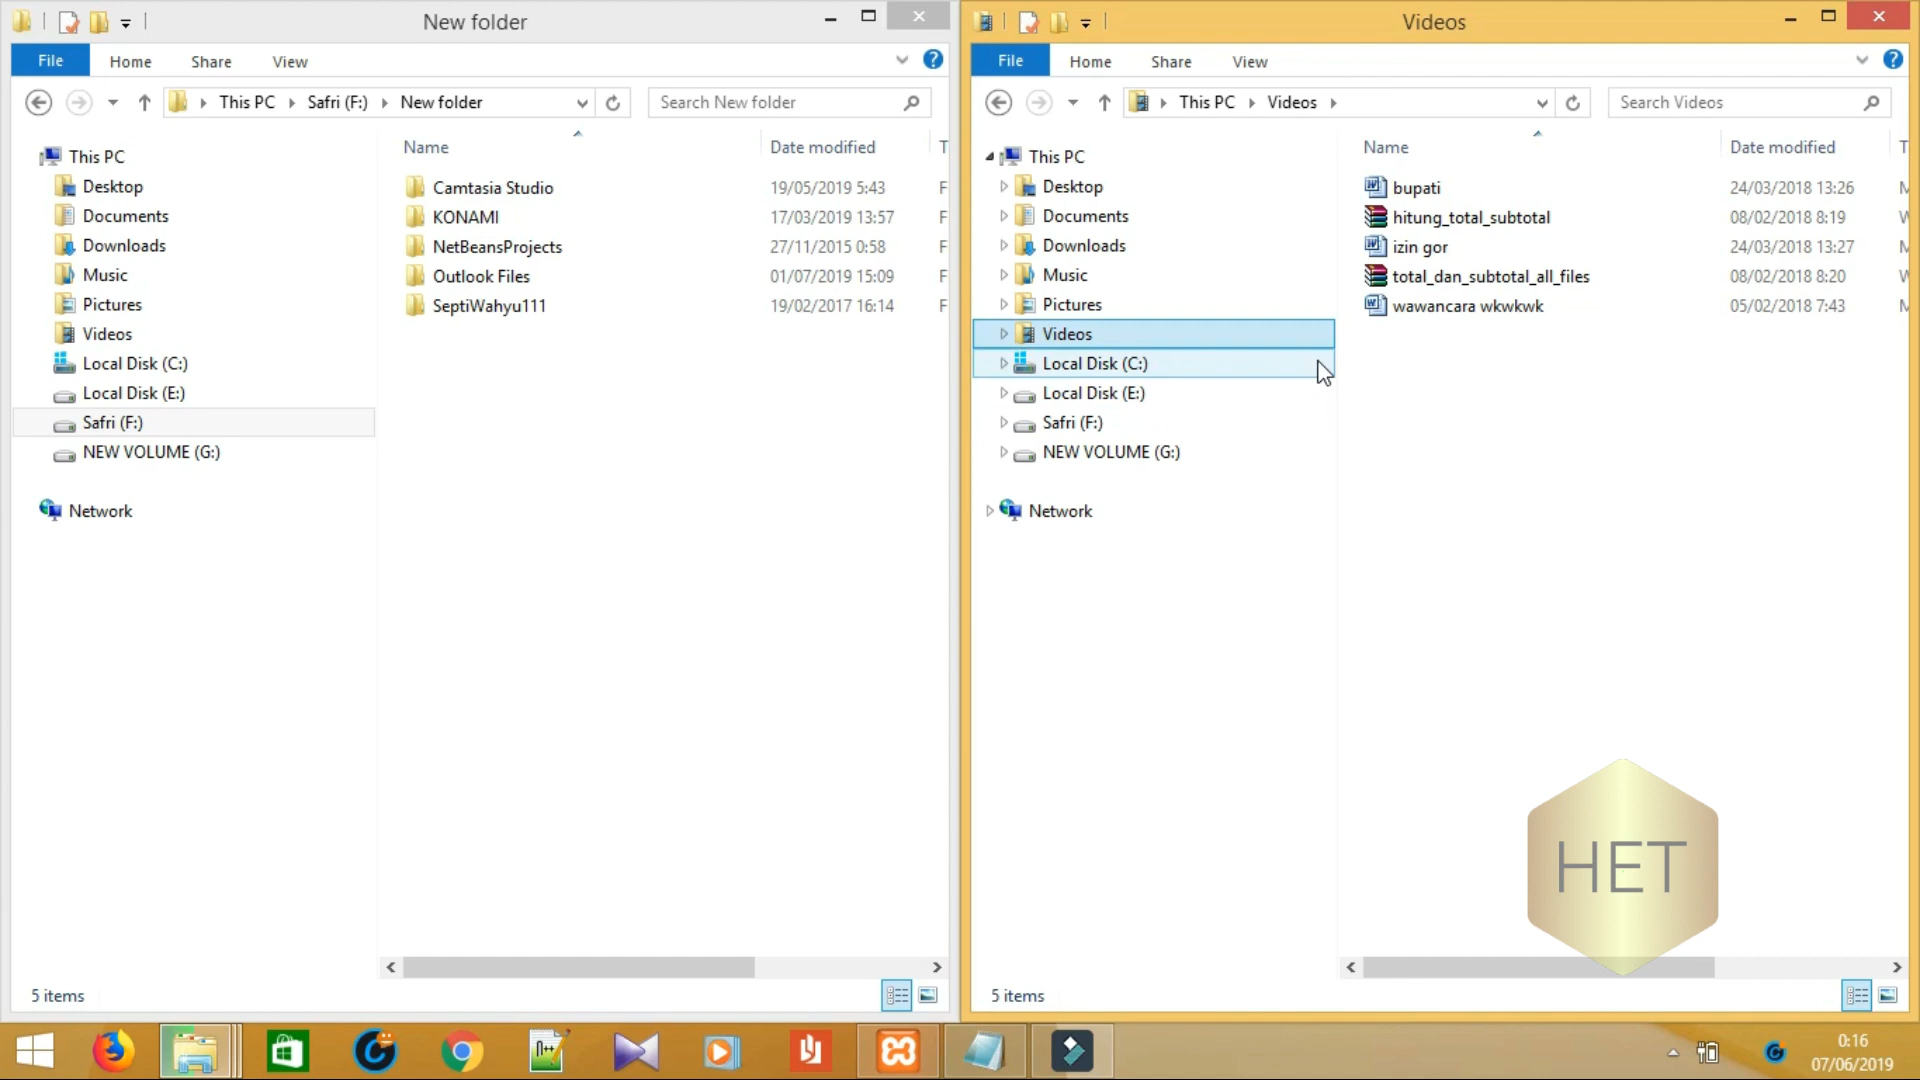 New folder
File Home Share View
This PC Safri (F:) New folder
Search New folder
This PC
Desktop
Documents
Downloads
Music
Pictures
Videos
Local Disk (C:)
Local Disk (E:)
Safri (F:)
NEW VOLUME (G:)
Network
Name Date modified T
Camtasia Studio 19/05/2019 5:43 F
KONAMI 17/03/2019 13:57 F
NetBeansProjects 27/11/2015 0:58 F
Outlook Files 01/07/2019 15:09 F
SeptiWahyu111 19/02/2017 16:14 F
5 items
Videos
File Home Share View
This PC Videos
Search Videos
This PC
Desktop
Documents
Downloads
Music
Pictures
Videos
Local Disk (C:)
Local Disk (E:)
Safri (F:)
NEW VOLUME (G:)
Network
Name Date modified T
bupati 24/03/2018 13:26 M
hitung_total_subtotal 08/02/2018 8:19 W
izin gor 24/03/2018 13:27 M
total_dan_subtotal_all_files 08/02/2018 8:20 W
wawancara wkwkwk 05/02/2018 7:43 M
HET
5 items
0:16
07/06/2019